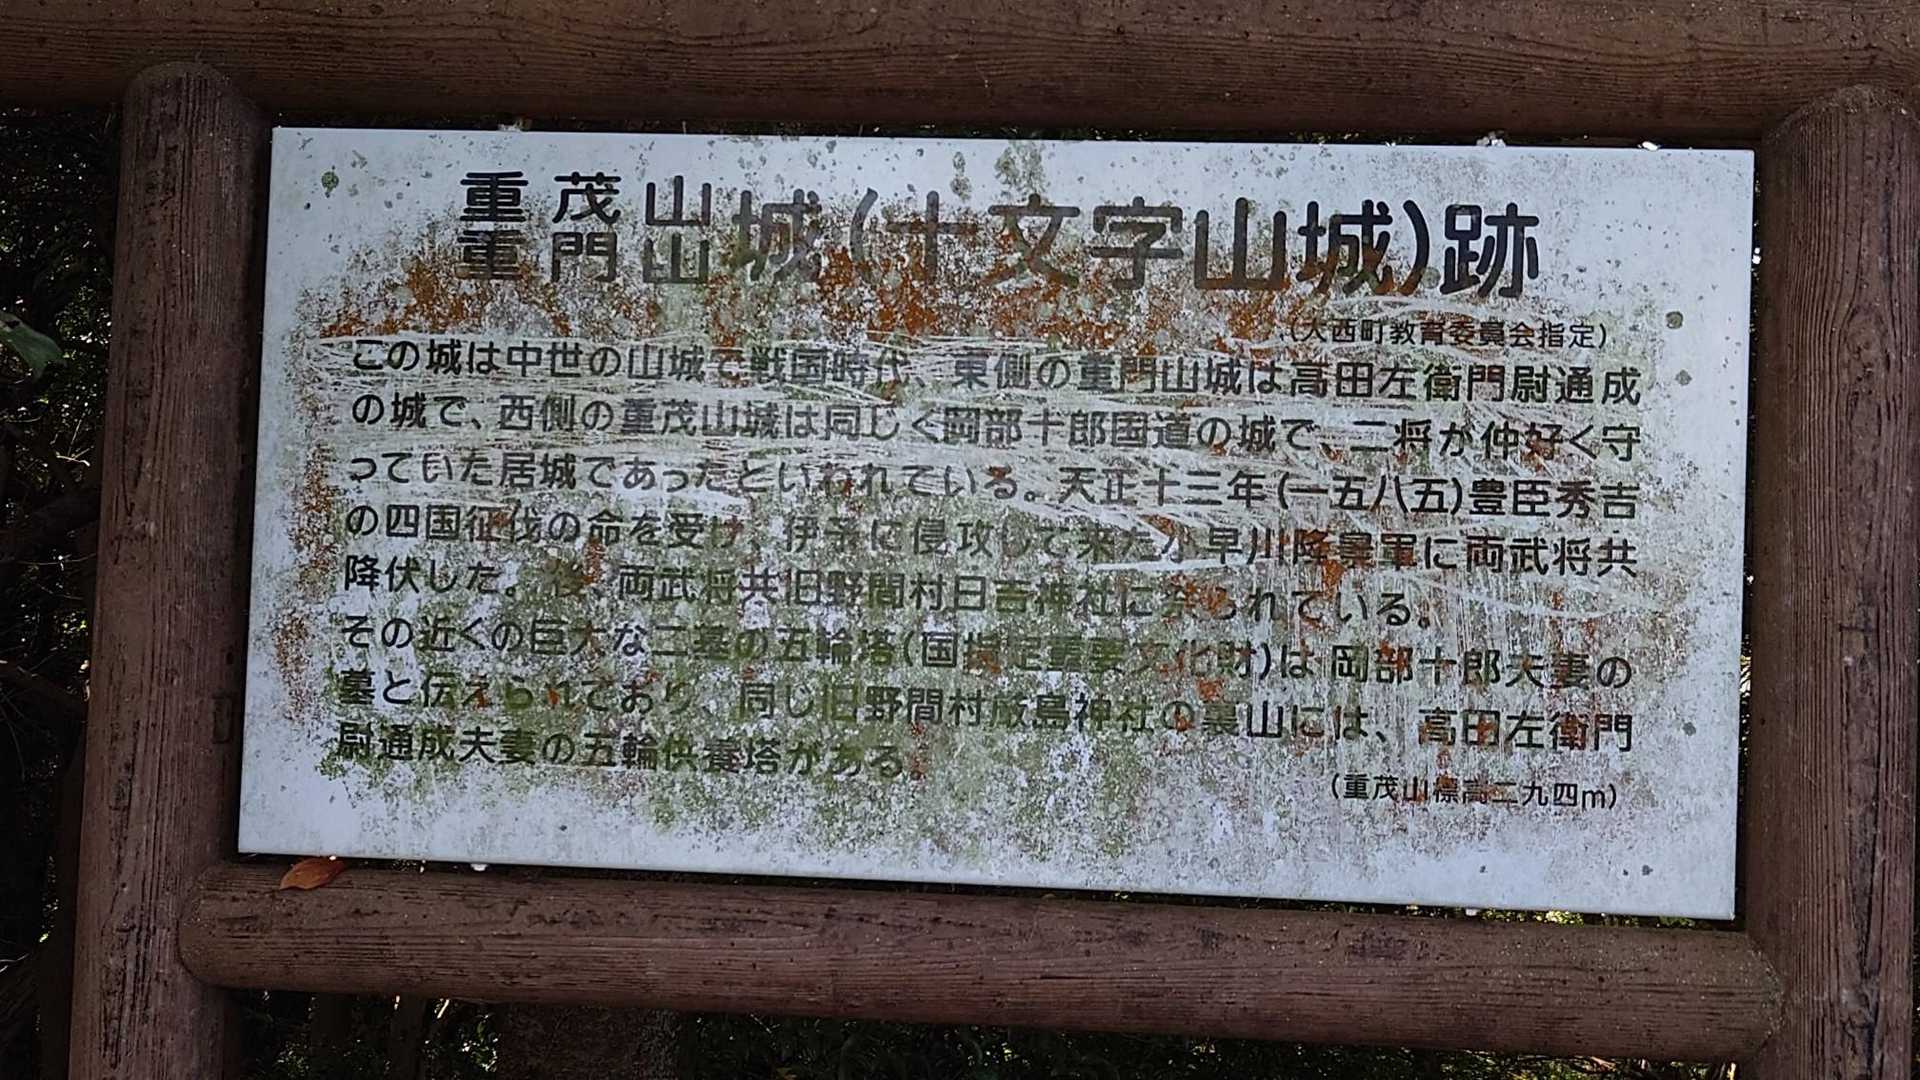 重茂山
重門山城(十文字山城)跡
(大西町教育委員会指定)
この城は中世の山城で戦国時代、東側の重門山城は高田左衛門尉通成
の城で、西側の重茂山城は同じく岡部十郎国道の城で、二将が仲好く守
っていた居城であったといわれている。天正十三年(一五八五)豊臣秀吉
の四国征伐の命を受け、伊予に侵攻して来た小早川隆景軍に両武将共
降伏した。後、両武将共旧野間村日吉神社に祭られている。
その近くの巨大な二基の五輪塔(国指定重要文化財)は岡部十郎夫妻の
墓と伝えられており、同じ旧野間村厳島神社の裏山には、高田左衛門
尉通成夫妻の五輪供養塔がある。
(重茂山標高二九四m)